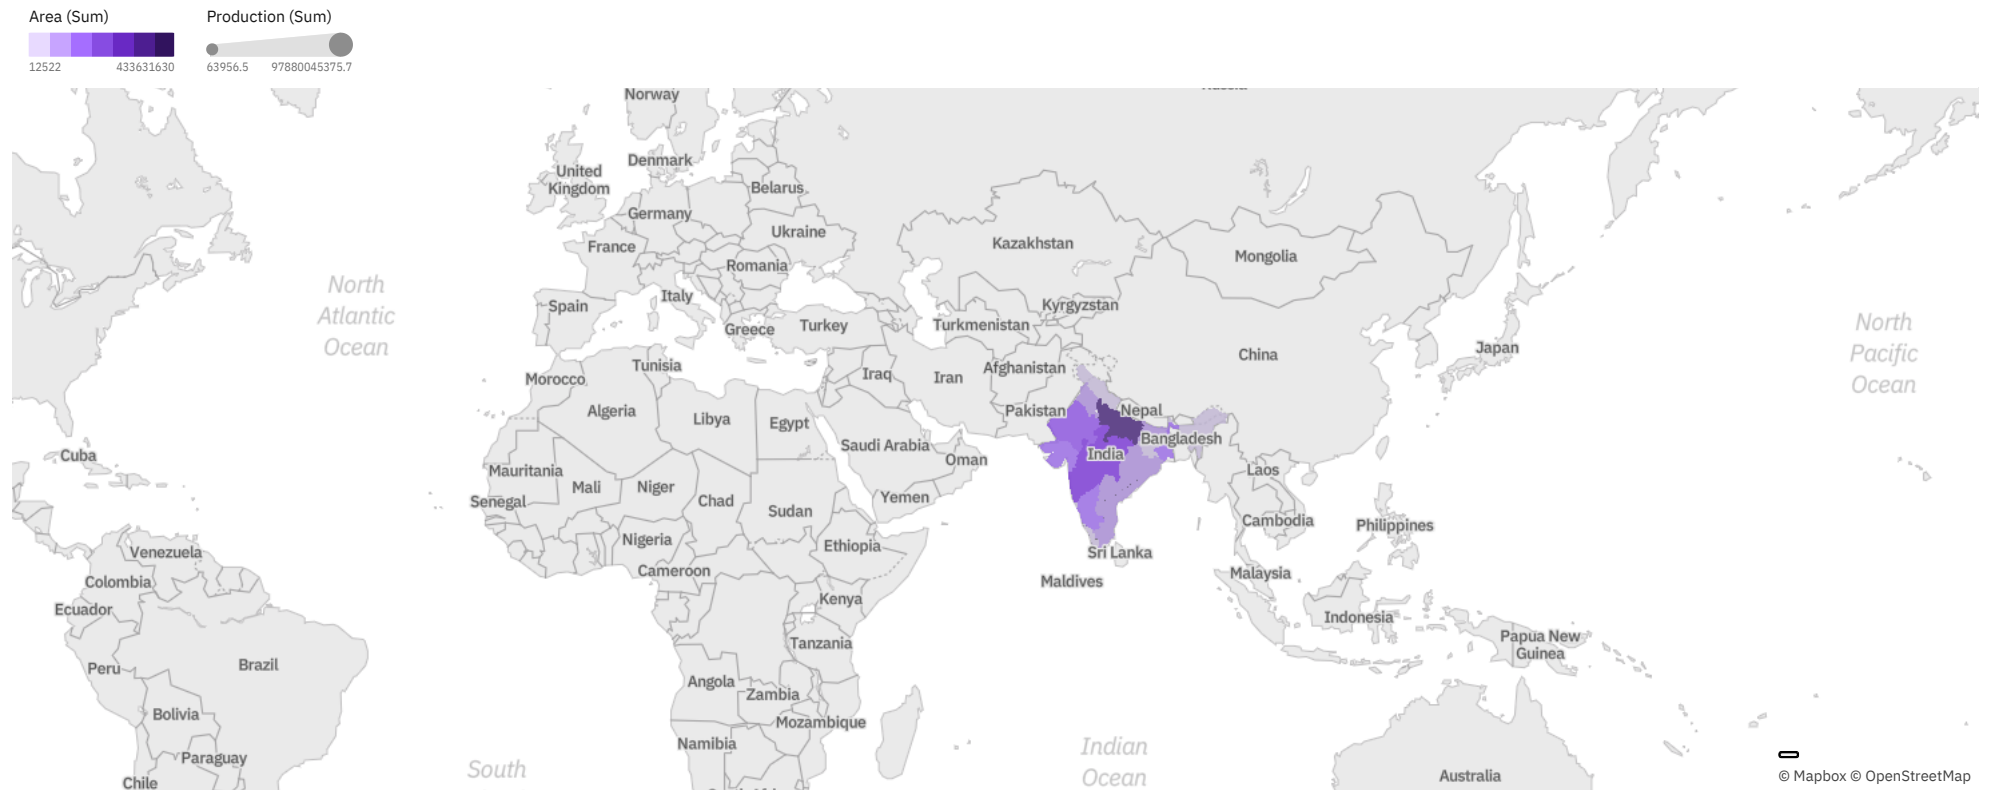 Area (Sum)
Production (Sum)
12522
433631630
63956.5
97880045375.7
Norway
Denmark
United
Kingdom
Belarus
Germany
Ukraine
France
Kazakhstan
Mongolia
Romania
North
Atlantic
Ocean
Italy
Spain
Kyrgyzstan
Greece
Turkey
Turkmenistan
North
Pacific
Ocean
Japan
China
Tunisia
Afghanistan
Morocco
Iraq
Iran
Algeria
Libya
Egypt
Pakistan
Nepal
Bangladesh
Saudi Arabia
Cuba
India
Oman
Mauritania
Mali
Niger
Laos
Senegal
Chad
Yemen
Sudan
Cambodia
Philippines
Nigeria
Ethiopia
Venezuela
Sri Lanka
Colombia
Cameroon
Maldives
Malaysia
Ecuador
Kenya
Indonesia
Tanzania
Papua New
Guinea
Peru
Brazil
Angola
Zambia
Bolivia
Mozambique
Namibia
Indian
Ocean
Paraguay
South
Chile
Australia
© Mapbox © OpenStreetMap